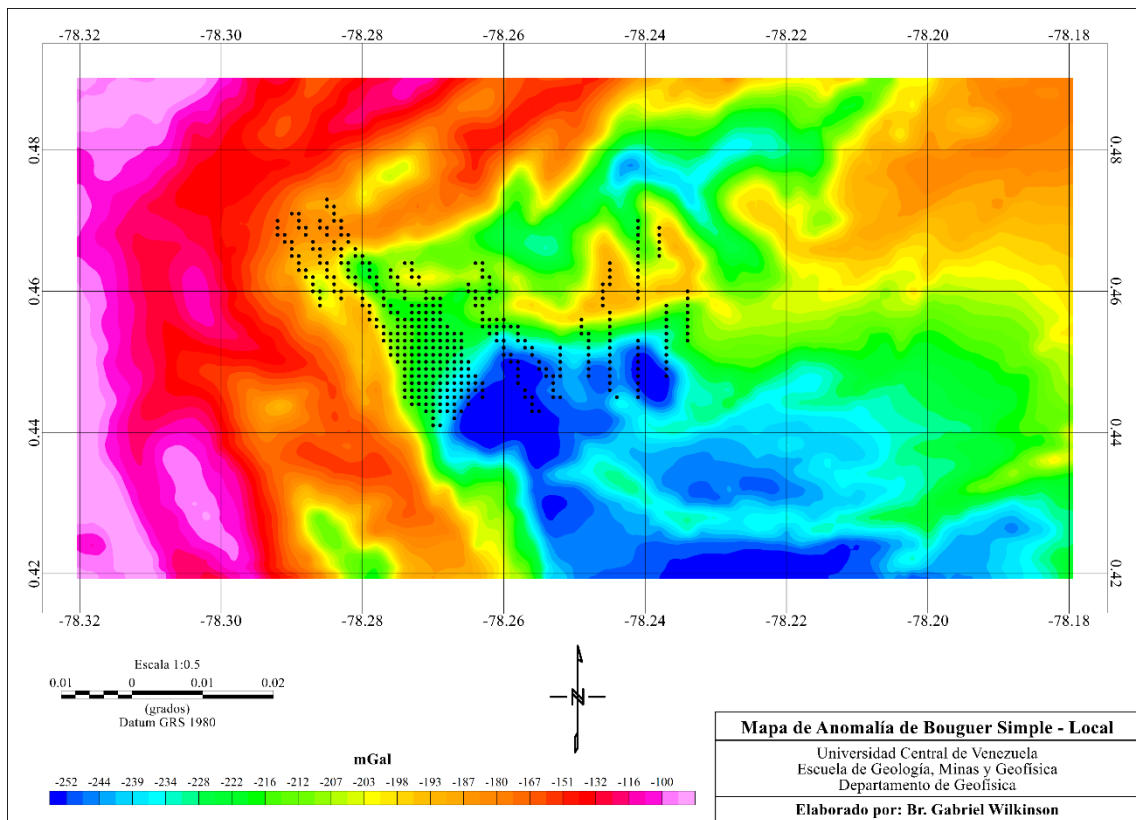 -78.32 -78.30 -78.28 -78.26 -78.24 -78.22 -78.20 -78.18
0.48 0.48
0.46 0.46
0.44 0.44
0.42 0.42
-78.32 -78.30 -78.28 -78.26 -78.24 -78.22 -78.20 -78.18
Escala 1:0.5
0.01 0 0.01 0.02
(grados)
Datum GRS 1980
N
mGal
-252 -244 -239 -234 -228 -222 -216 -212 -207 -203 -198 -193 -187 -180 -167 -151 -132 -116 -100
Mapa de Anomalía de Bouguer Simple - Local
Universidad Central de Venezuela
Escuela de Geología, Minas y Geofísica
Departamento de Geofísica
Elaborado por: Br. Gabriel Wilkinson